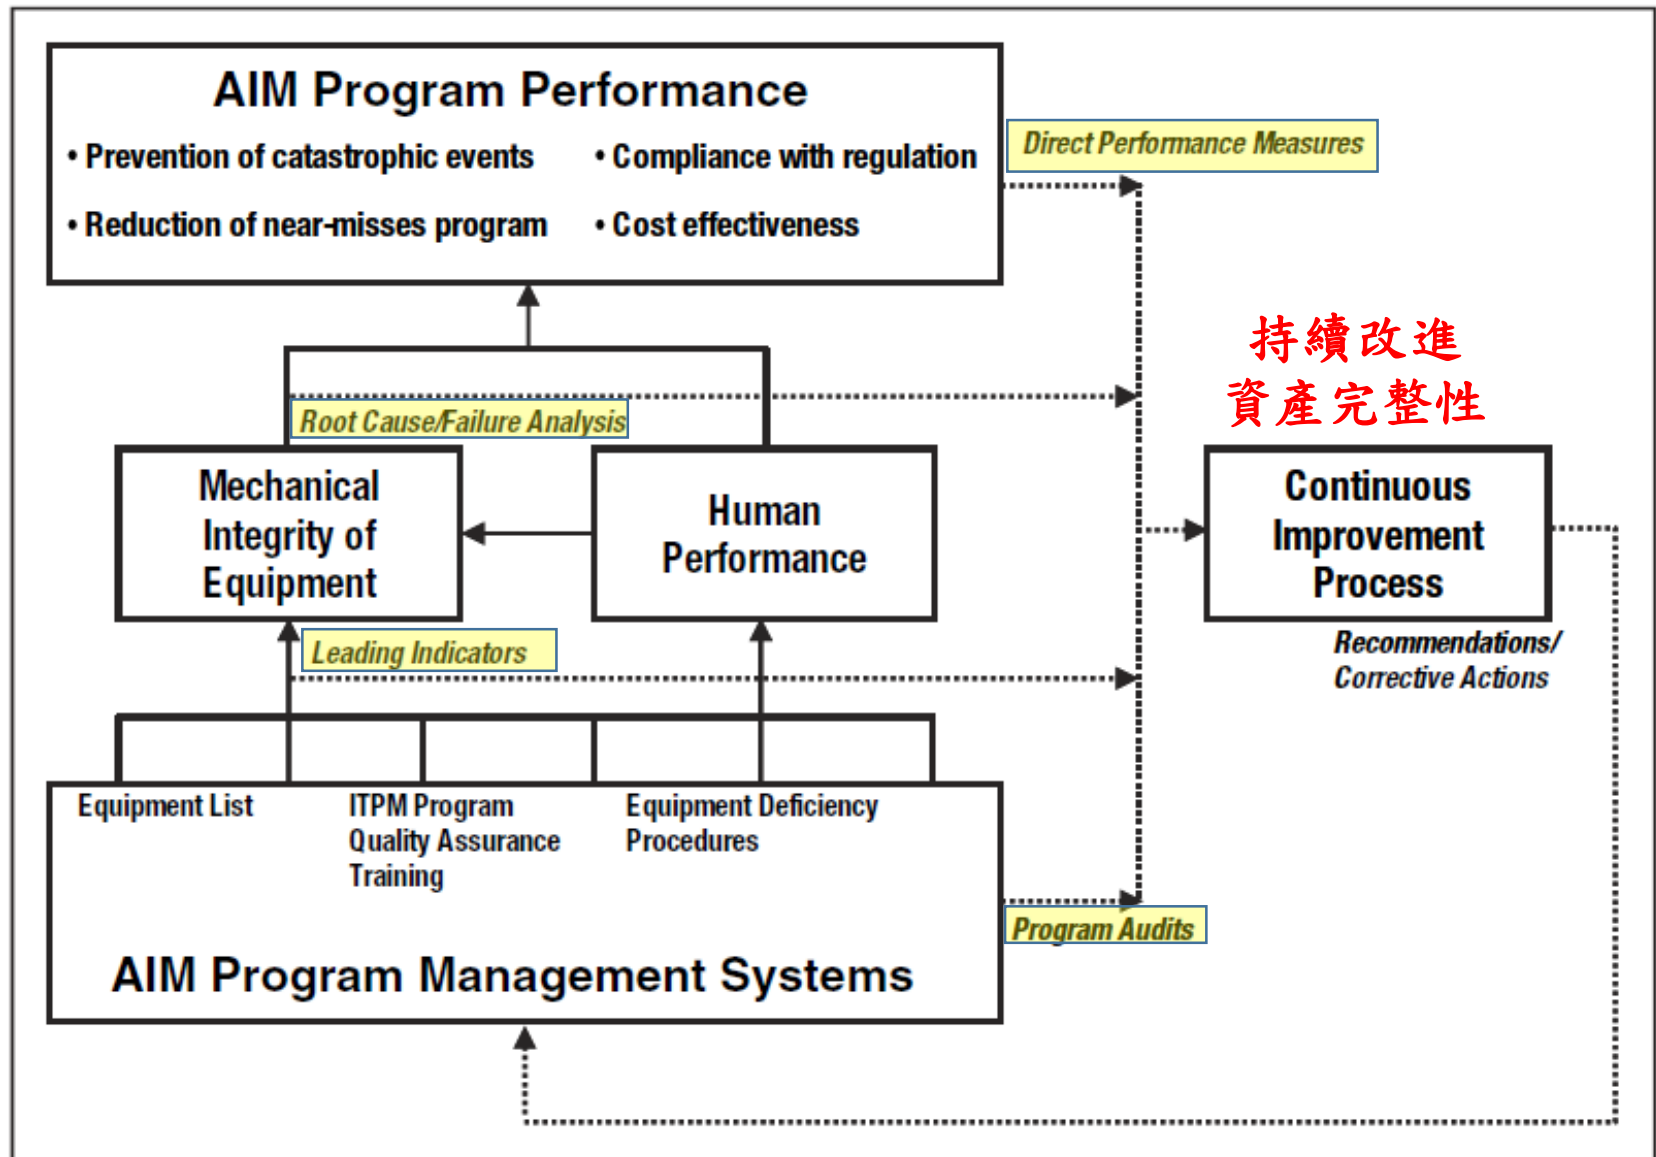 AIM Program Performance
• Prevention of catastrophic events
• Compliance with regulation
• Reduction of near-misses program
• Cost effectiveness
Direct Performance Measures
持續改進
資產完整性
Root Cause/Failure Analysis
Mechanical
Integrity of
Equipment
Human
Performance
Continuous
Improvement
Process
Recommendations/
Corrective Actions
Leading Indicators
Equipment List
ITPM Program
Quality Assurance
Training
Equipment Deficiency
Procedures
Program Audits
AIM Program Management Systems